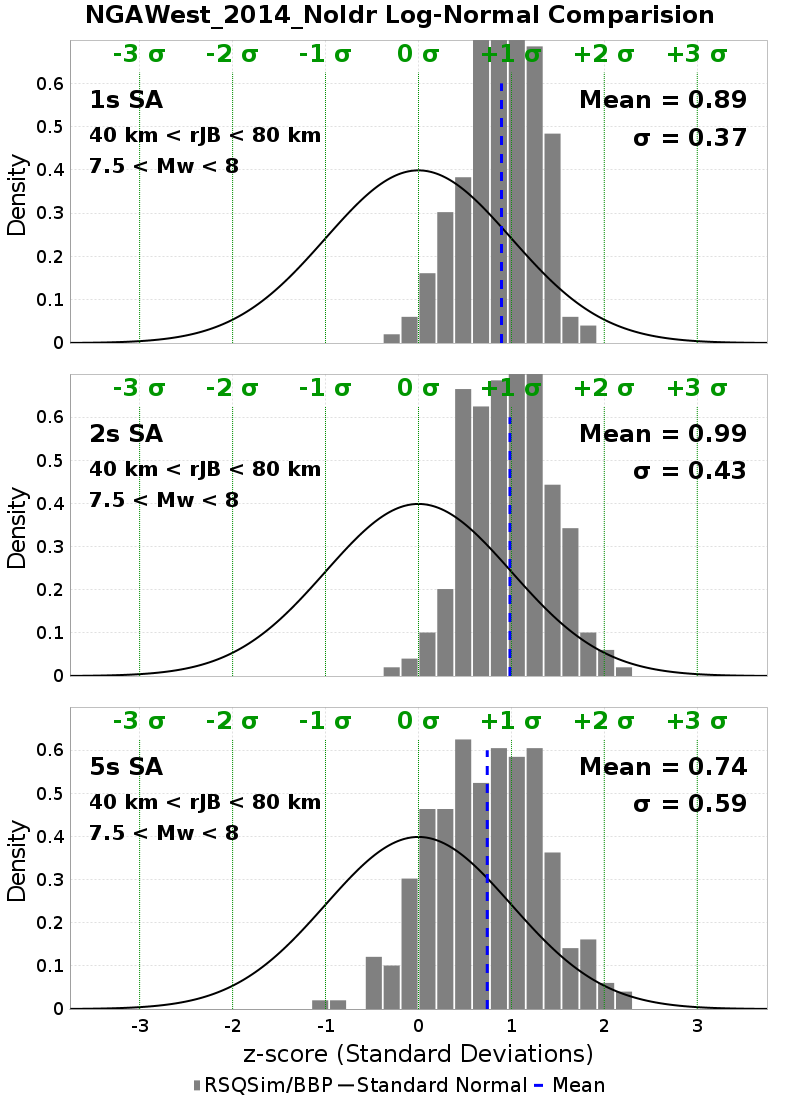 NGAWest_2014_NoIdr Log-Normal Comparision
-3 σ -2 σ -1 σ 0 σ +1 σ +2 σ +3 σ
1s SA
40 km < rJB < 80 km
7.5 < Mw < 8
Mean = 0.89
σ = 0.37
Density
0.6
0.5
0.4
0.3
0.2
0.1
0
-3 σ -2 σ -1 σ 0 σ +1 σ +2 σ +3 σ
2s SA
40 km < rJB < 80 km
7.5 < Mw < 8
Mean = 0.99
σ = 0.43
Density
0.6
0.5
0.4
0.3
0.2
0.1
0
-3 σ -2 σ -1 σ 0 σ +1 σ +2 σ +3 σ
5s SA
40 km < rJB < 80 km
7.5 < Mw < 8
Mean = 0.74
σ = 0.59
Density
0.6
0.5
0.4
0.3
0.2
0.1
0
-3 -2 -1 0 1 2 3
z-score (Standard Deviations)
RSQSim/BBP Standard Normal Mean